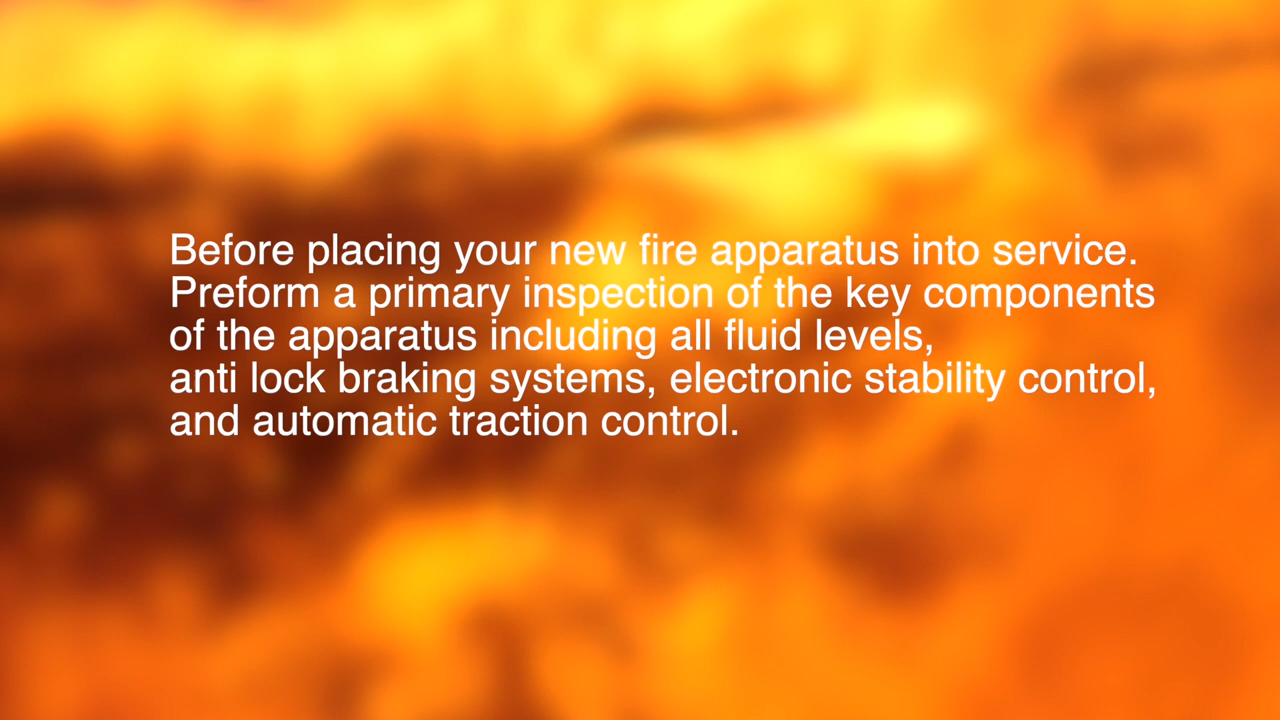 Before placing your new fire apparatus into service.
Preform a primary inspection of the key components
of the apparatus including all fluid levels,
anti lock braking systems, electronic stability control,
and automatic traction control.